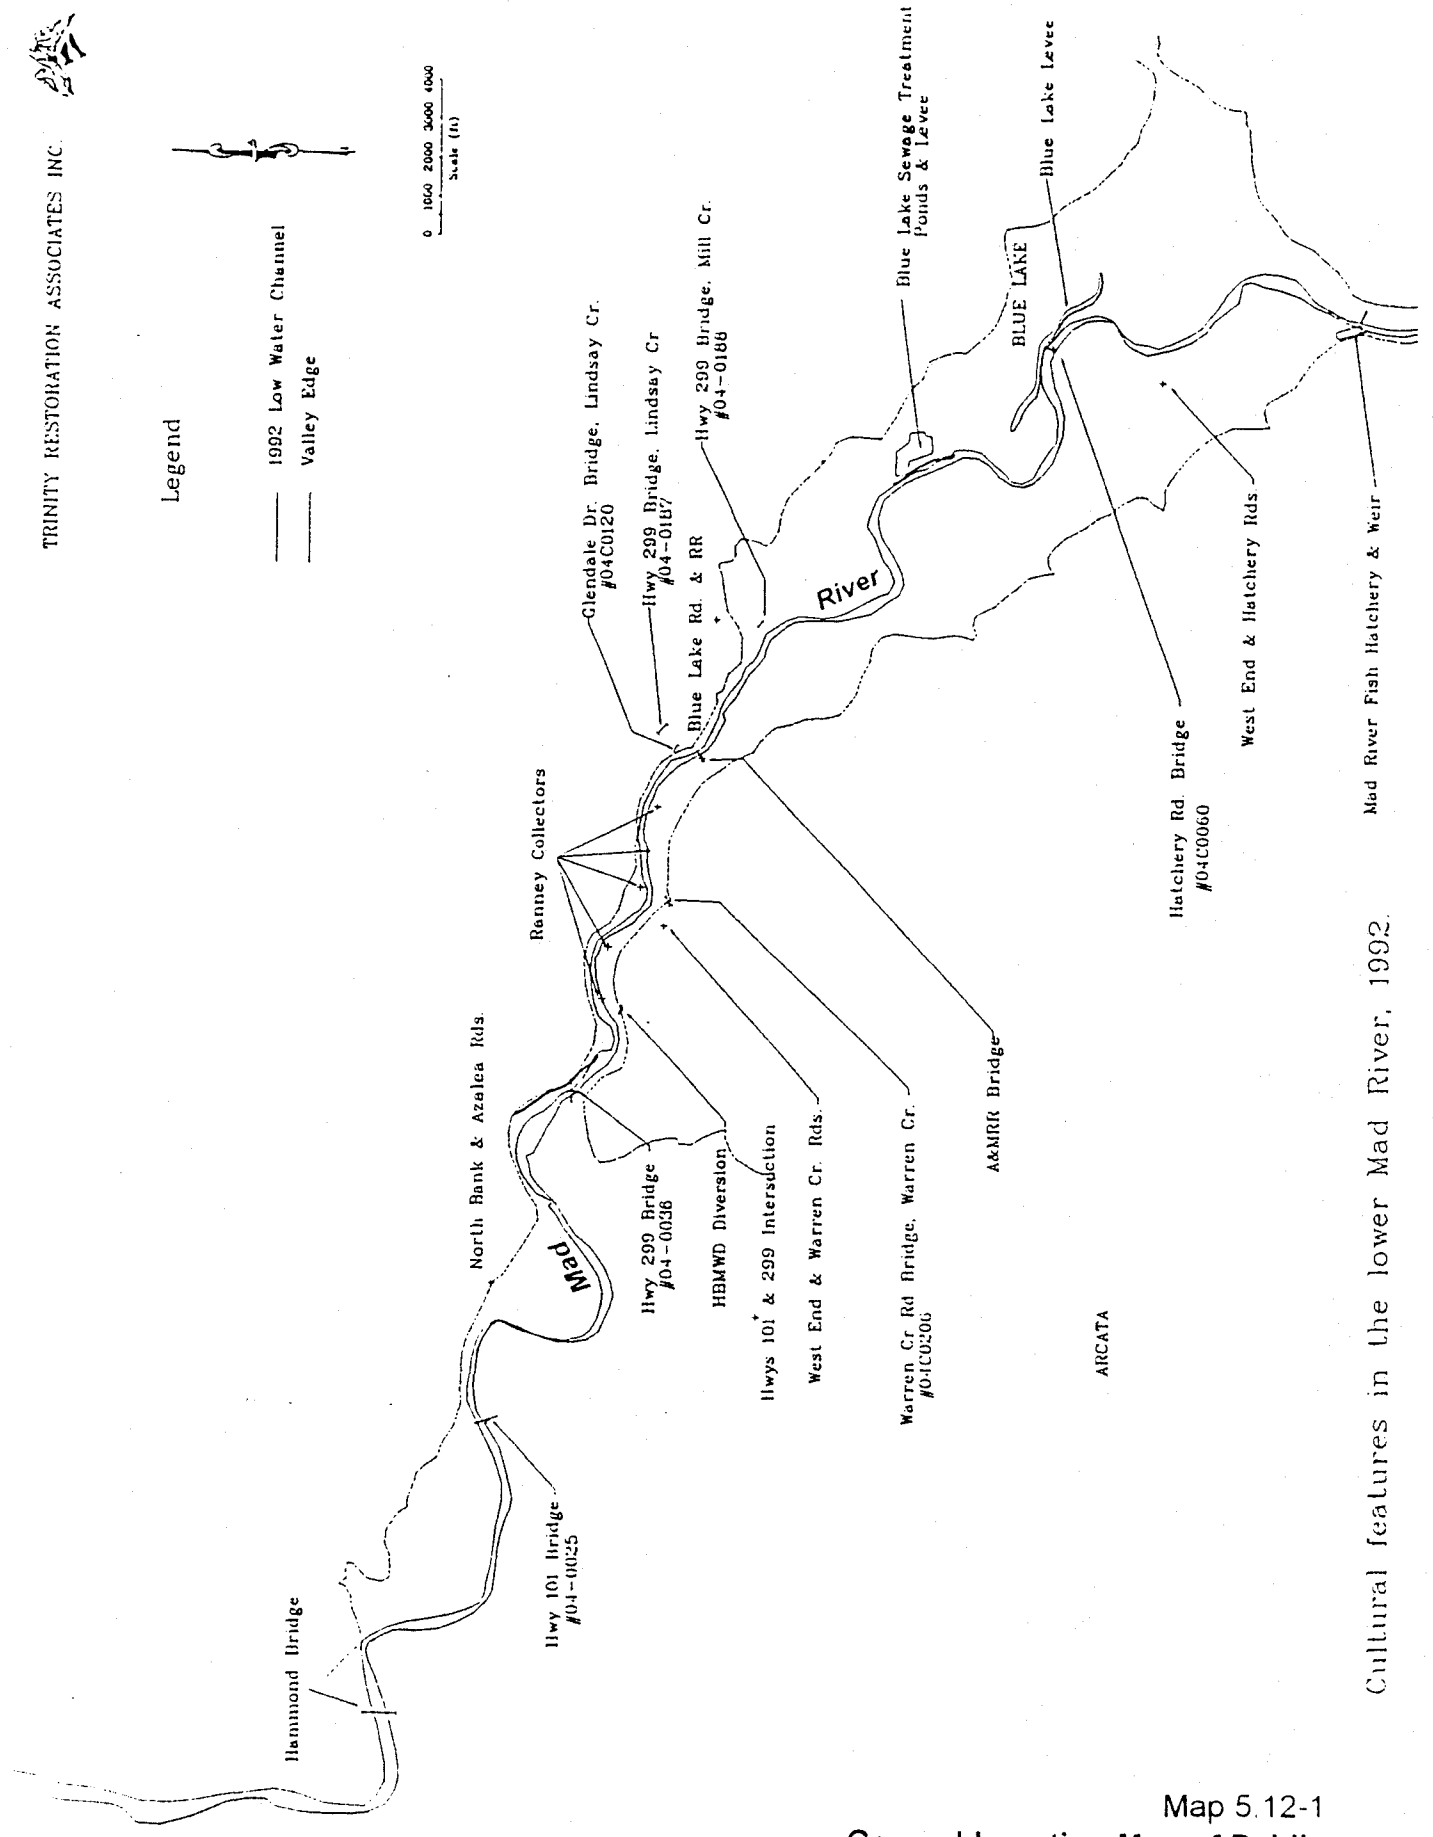 TRINITY RESTORATION ASSOCIATES INC.
Legend
1992 Low Water Channel
Valley Edge
0 1000 2000 3000 4000
Scale (ft)
Hammond Bridge
Hwy 101 Bridge
#04-0025
North Bank & Azalea Rds.
Mad
Hwy 299 Bridge
#04-0036
HBMWD Diversion
Hwys 101 & 299 Intersection
West End & Warren Cr. Rds.
Warren Cr Rd Bridge, Warren Cr.
#04C0206
A&MRR Bridge
ARCATA
Ranney Collectors
Glendale Dr. Bridge, Lindsay Cr.
#04C0120
Hwy 299 Bridge, Lindsay Cr
#04-0187
Blue Lake Rd. & RR
Hwy 299 Bridge, Mill Cr.
#04-0188
River
Blue Lake Sewage Treatment
Ponds & Levee
BLUE LAKE
Blue Lake Levee
Hatchery Rd. Bridge
#04C0060
West End & Hatchery Rds.
Mad River Fish Hatchery & Weir
Cultural features in the lower Mad River, 1992.
Map 5.12-1